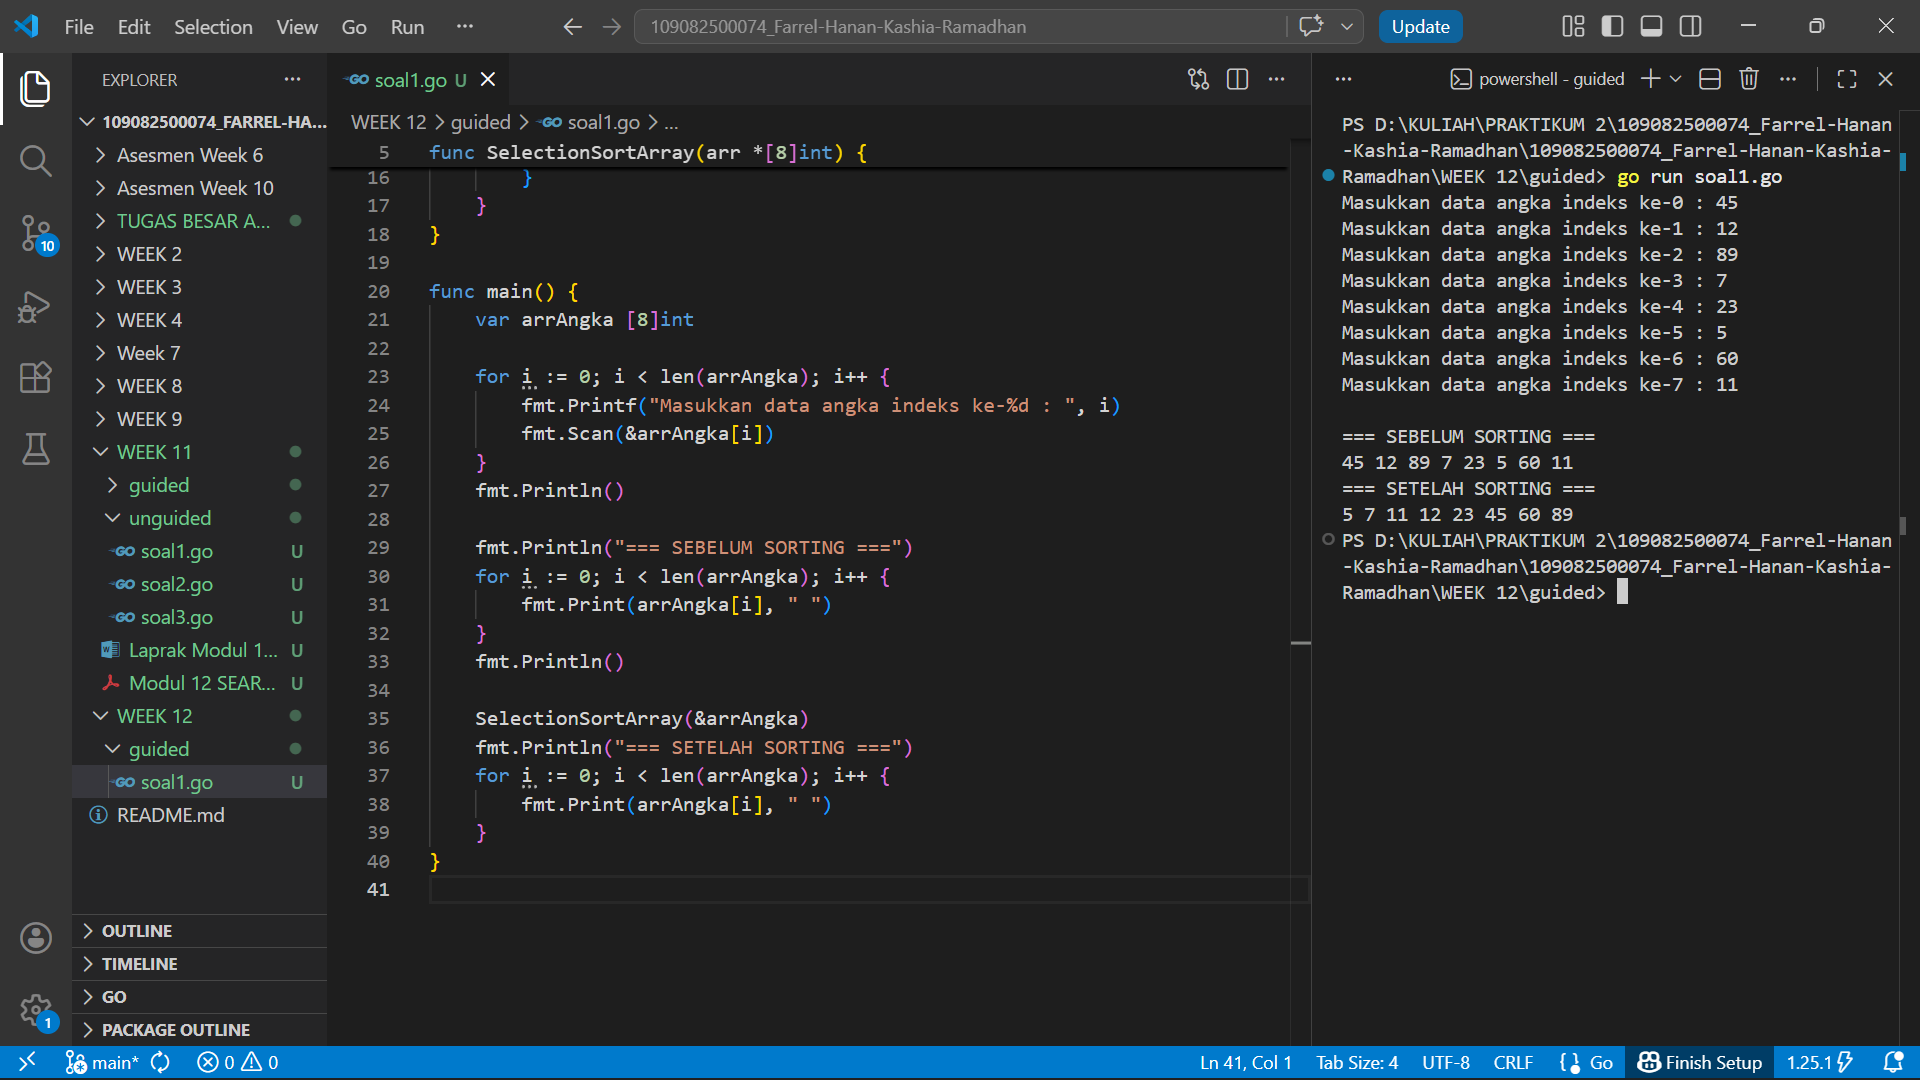 File Edit Selection View Go Run ···
109082500074_Farrel-Hanan-Kashia-Ramadhan
Update
EXPLORER ···
109082500074_FARREL-HA...
Asesmen Week 6
Asesmen Week 10
TUGAS BESAR A...
WEEK 2
WEEK 3
WEEK 4
Week 7
WEEK 8
WEEK 9
WEEK 11
guided
unguided
GO soal1.go U
GO soal2.go U
GO soal3.go U
Laprak Modul 1... U
Modul 12 SEAR... U
WEEK 12
guided
GO soal1.go U
README.md
OUTLINE
TIMELINE
GO
PACKAGE OUTLINE
10
1
GO soal1.go U
WEEK 12 > guided > GO soal1.go > ...
5 func SelectionSortArray(arr *[8]int) {
16 }
17 }
18 }
19
20 func main() {
21 var arrAngka [8]int
22
23 for i := 0; i < len(arrAngka); i++ {
24 fmt.Printf("Masukkan data angka indeks ke-%d : ", i)
25 fmt.Scan(&arrAngka[i])
26 }
27 fmt.Println()
28
29 fmt.Println("=== SEBELUM SORTING ===")
30 for i := 0; i < len(arrAngka); i++ {
31 fmt.Print(arrAngka[i], " ")
32 }
33 fmt.Println()
34
35 SelectionSortArray(&arrAngka)
36 fmt.Println("=== SETELAH SORTING ===")
37 for i := 0; i < len(arrAngka); i++ {
38 fmt.Print(arrAngka[i], " ")
39 }
40 }
41
··· powershell - guided
PS D:\KULIAH\PRAKTIKUM 2\109082500074_Farrel-Hanan
-Kashia-Ramadhan\109082500074_Farrel-Hanan-Kashia-
Ramadhan\WEEK 12\guided> go run soal1.go
Masukkan data angka indeks ke-0 : 45
Masukkan data angka indeks ke-1 : 12
Masukkan data angka indeks ke-2 : 89
Masukkan data angka indeks ke-3 : 7
Masukkan data angka indeks ke-4 : 23
Masukkan data angka indeks ke-5 : 5
Masukkan data angka indeks ke-6 : 60
Masukkan data angka indeks ke-7 : 11
=== SEBELUM SORTING ===
45 12 89 7 23 5 60 11
=== SETELAH SORTING ===
5 7 11 12 23 45 60 89
PS D:\KULIAH\PRAKTIKUM 2\109082500074_Farrel-Hanan
-Kashia-Ramadhan\109082500074_Farrel-Hanan-Kashia-
Ramadhan\WEEK 12\guided>
main* 0 0 Ln 41, Col 1 Tab Size: 4 UTF-8 CRLF Go Finish Setup 1.25.1